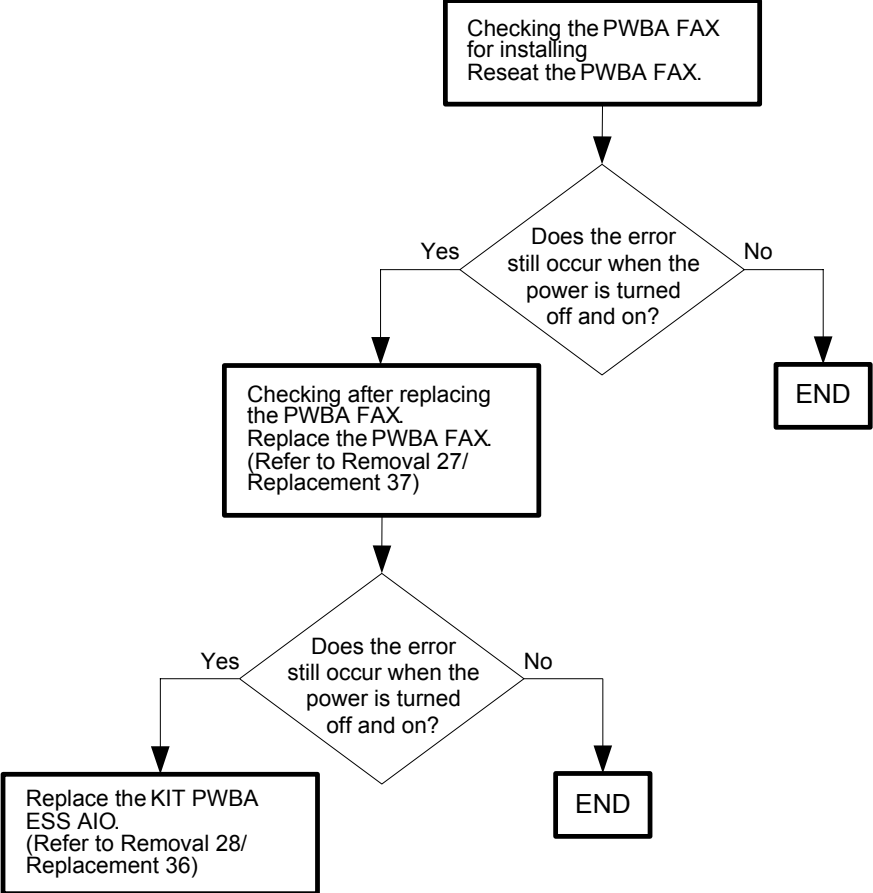 Checking the PWBA FAX
for installing
Reseat the PWBA FAX.
Does the error
still occur when the
power is turned
off and on?
Yes
No
END
Checking after replacing
the PWBA FAX.
Replace the PWBA FAX.
(Refer to Removal 27/
Replacement 37)
Does the error
still occur when the
power is turned
off and on?
Yes
No
END
Replace the KIT PWBA
ESS AIO.
(Refer to Removal 28/
Replacement 36)